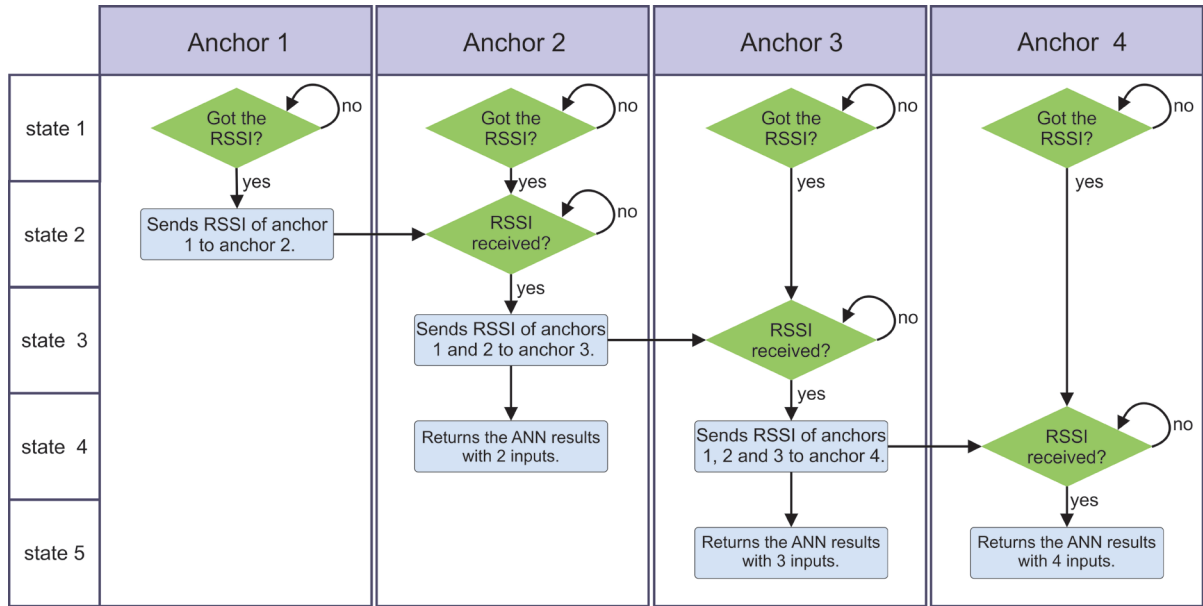 Anchor 1
Anchor 2
Anchor 3
Anchor 4
state 1
Got the
RSSI?
no
yes
Got the
RSSI?
no
yes
Got the
RSSI?
no
yes
Got the
RSSI?
no
yes
state 2
Sends RSSI of anchor
1 to anchor 2.
RSSI
received?
no
yes
state 3
Sends RSSI of anchors
1 and 2 to anchor 3.
RSSI
received?
no
yes
state 4
Returns the ANN results
with 2 inputs.
Sends RSSI of anchors
1, 2 and 3 to anchor 4.
RSSI
received?
no
yes
state 5
Returns the ANN results
with 3 inputs.
Returns the ANN results
with 4 inputs.